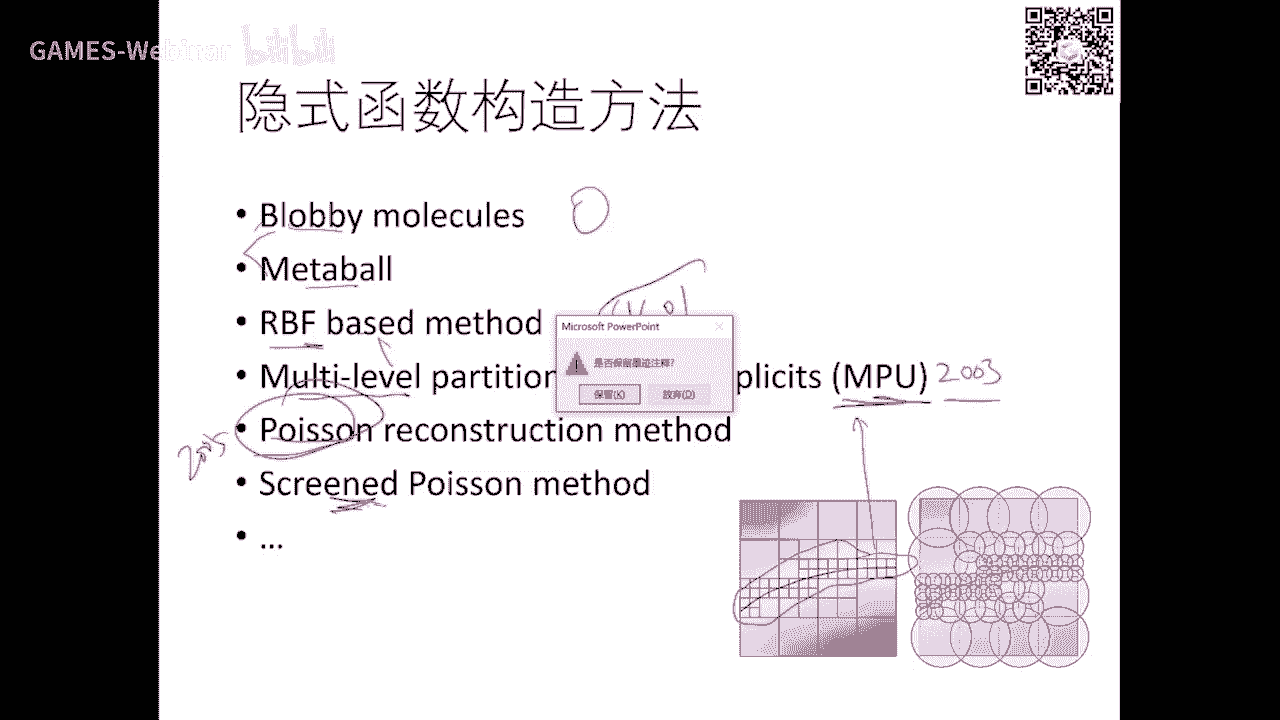 GAMES-Webinar bilibili
隐式函数构造方法
• Blobby molecules
• Metaball
• RBF based method
Microsoft PowerPoint
是否保留墨迹注释?
保留(K) 放弃(D)
• Multi-level partition plicits (MPU) 2003
• Poisson reconstruction method
2005
• Screened Poisson method
• ...